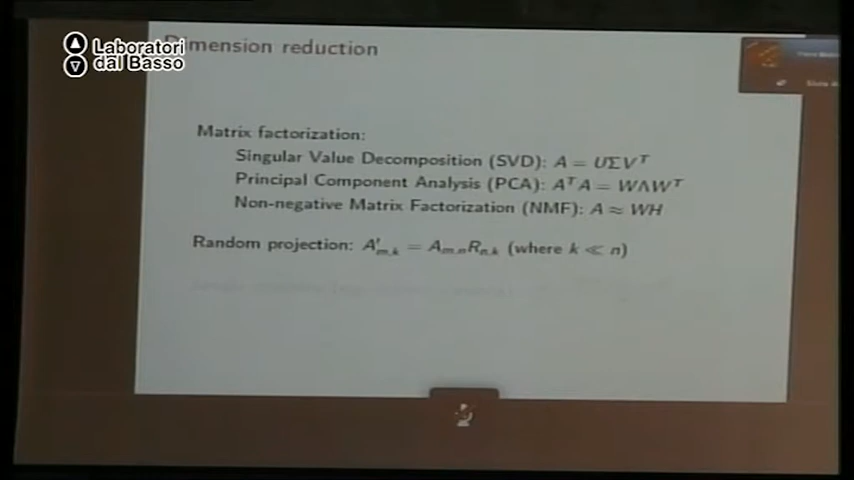 Laboratori
dal Basso
Dimension reduction
Matrix factorization:
Singular Value Decomposition (SVD): A = UΣV^T
Principal Component Analysis (PCA): A^T A = WΛW^T
Non-negative Matrix Factorization (NMF): A ≈ WH
Random projection: A'_{m,k} = A_{m,n}R_{n,k} (where k ≪ n)